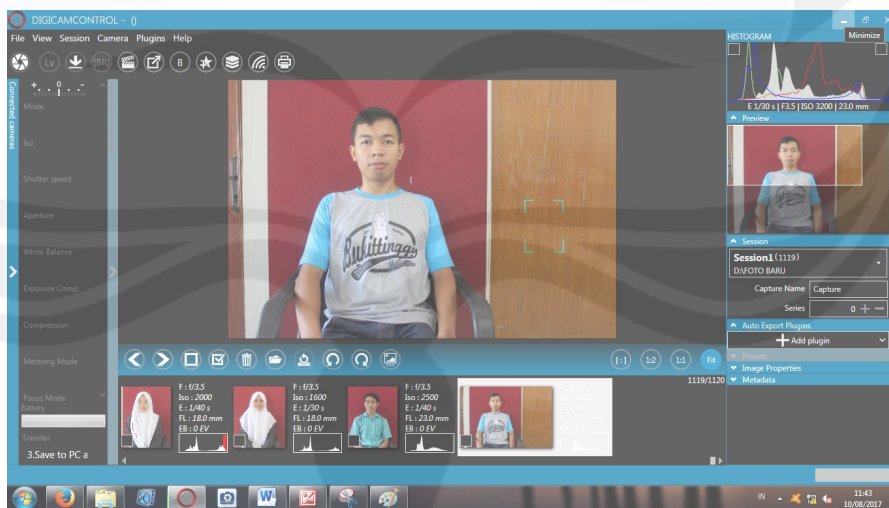 DIGICAMCONTROL - ()
Minimize
File View Session Camera Plugins Help
Lv
(BR)
B
HISTOGRAM
E 1/30 s | F3.5 | ISO 3200 | 23.0 mm
Connected cameras
+ 0 -
Mode
Iso
Shutter speed
Aperture
White Balance
Exposure Comp.
Compression
Metering Mode
Focus Mode
Battery
Transfer
3.Save to PC a
Bukittinggi
Preview
Session
Session1 (1119)
D:\FOTO BARU
Capture Name Capture
Series 0 + −
Auto Export Plugins
Add plugin
Presets
Image Properties
Metadata
[:] 1:2 1:1 Fit
1119/1120
F : f/3.5
Iso : 2000
E : 1/40 s
FL : 18.0 mm
EB : 0 EV
F : f/3.5
Iso : 1600
E : 1/30 s
FL : 18.0 mm
EB : 0 EV
F : f/3.5
Iso : 2500
E : 1/40 s
FL : 23.0 mm
EB : 0 EV
IN
11:43
10/08/2017